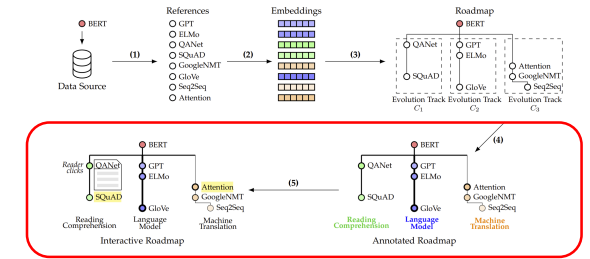 References
Embeddings
Roadmap
BERT
Data Source
(1)
GPT
ELMo
QANet
SQuAD
GoogleNMT
GloVe
Seq2Seq
Attention
(2)
(3)
BERT
QANet
SQuAD
GPT
ELMo
GloVe
Attention
GoogleNMT
Seq2Seq
Evolution Track
C1
Evolution Track
C2
Evolution Track
C3
(4)
BERT
Reader
clicks
QANet
SQuAD
GPT
ELMo
GloVe
Attention
GoogleNMT
Seq2Seq
Reading
Comprehension
Language
Model
Machine
Translation
Interactive Roadmap
(5)
BERT
QANet
SQuAD
GPT
ELMo
GloVe
Attention
GoogleNMT
Seq2Seq
Reading
Comprehension
Language
Model
Machine
Translation
Annotated Roadmap